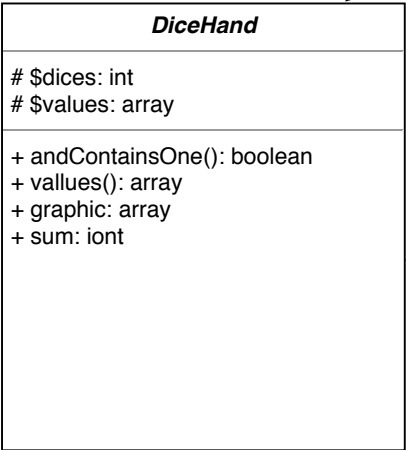 DiceHand
# $dices: int
# $values: array
+ andContainsOne(): boolean
+ vallues(): array
+ graphic: array
+ sum: iont